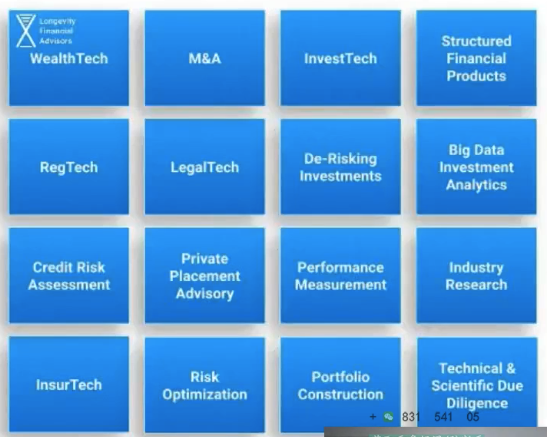 Longevity
Financial
Advisors
WealthTech
M&A
InvestTech
Structured
Financial
Products
RegTech
LegalTech
De-Risking
Investments
Big Data
Investment
Analytics
Credit Risk
Assessment
Private
Placement
Advisory
Performance
Measurement
Industry
Research
InsurTech
Risk
Optimization
Portfolio
Construction
Technical &
Scientific Due
Diligence
+ 831 541 05